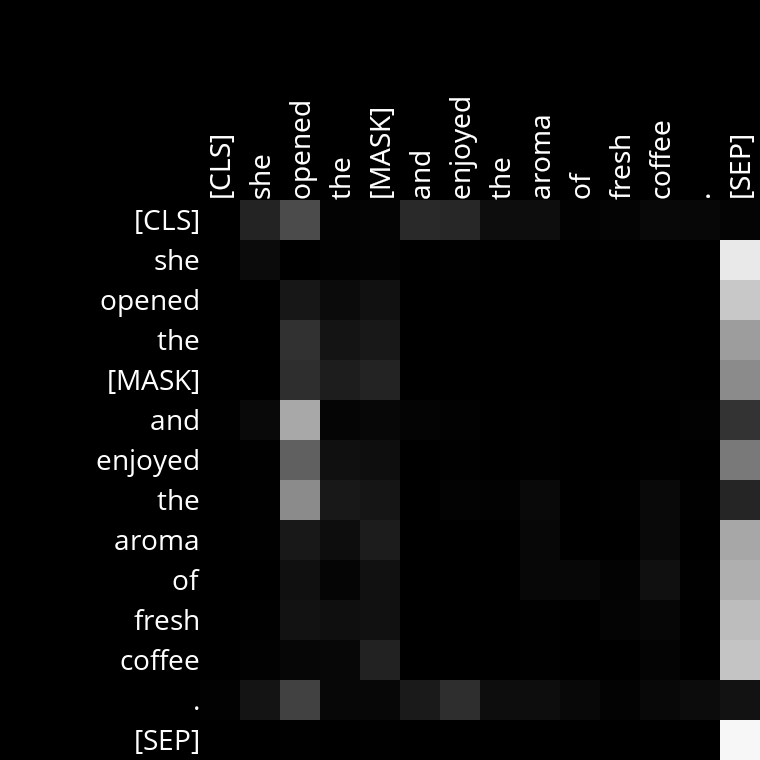 [CLS] she opened the [MASK] and enjoyed the aroma of fresh coffee . [SEP]
[CLS]
she
opened
the
[MASK]
and
enjoyed
the
aroma
of
fresh
coffee
.
[SEP]